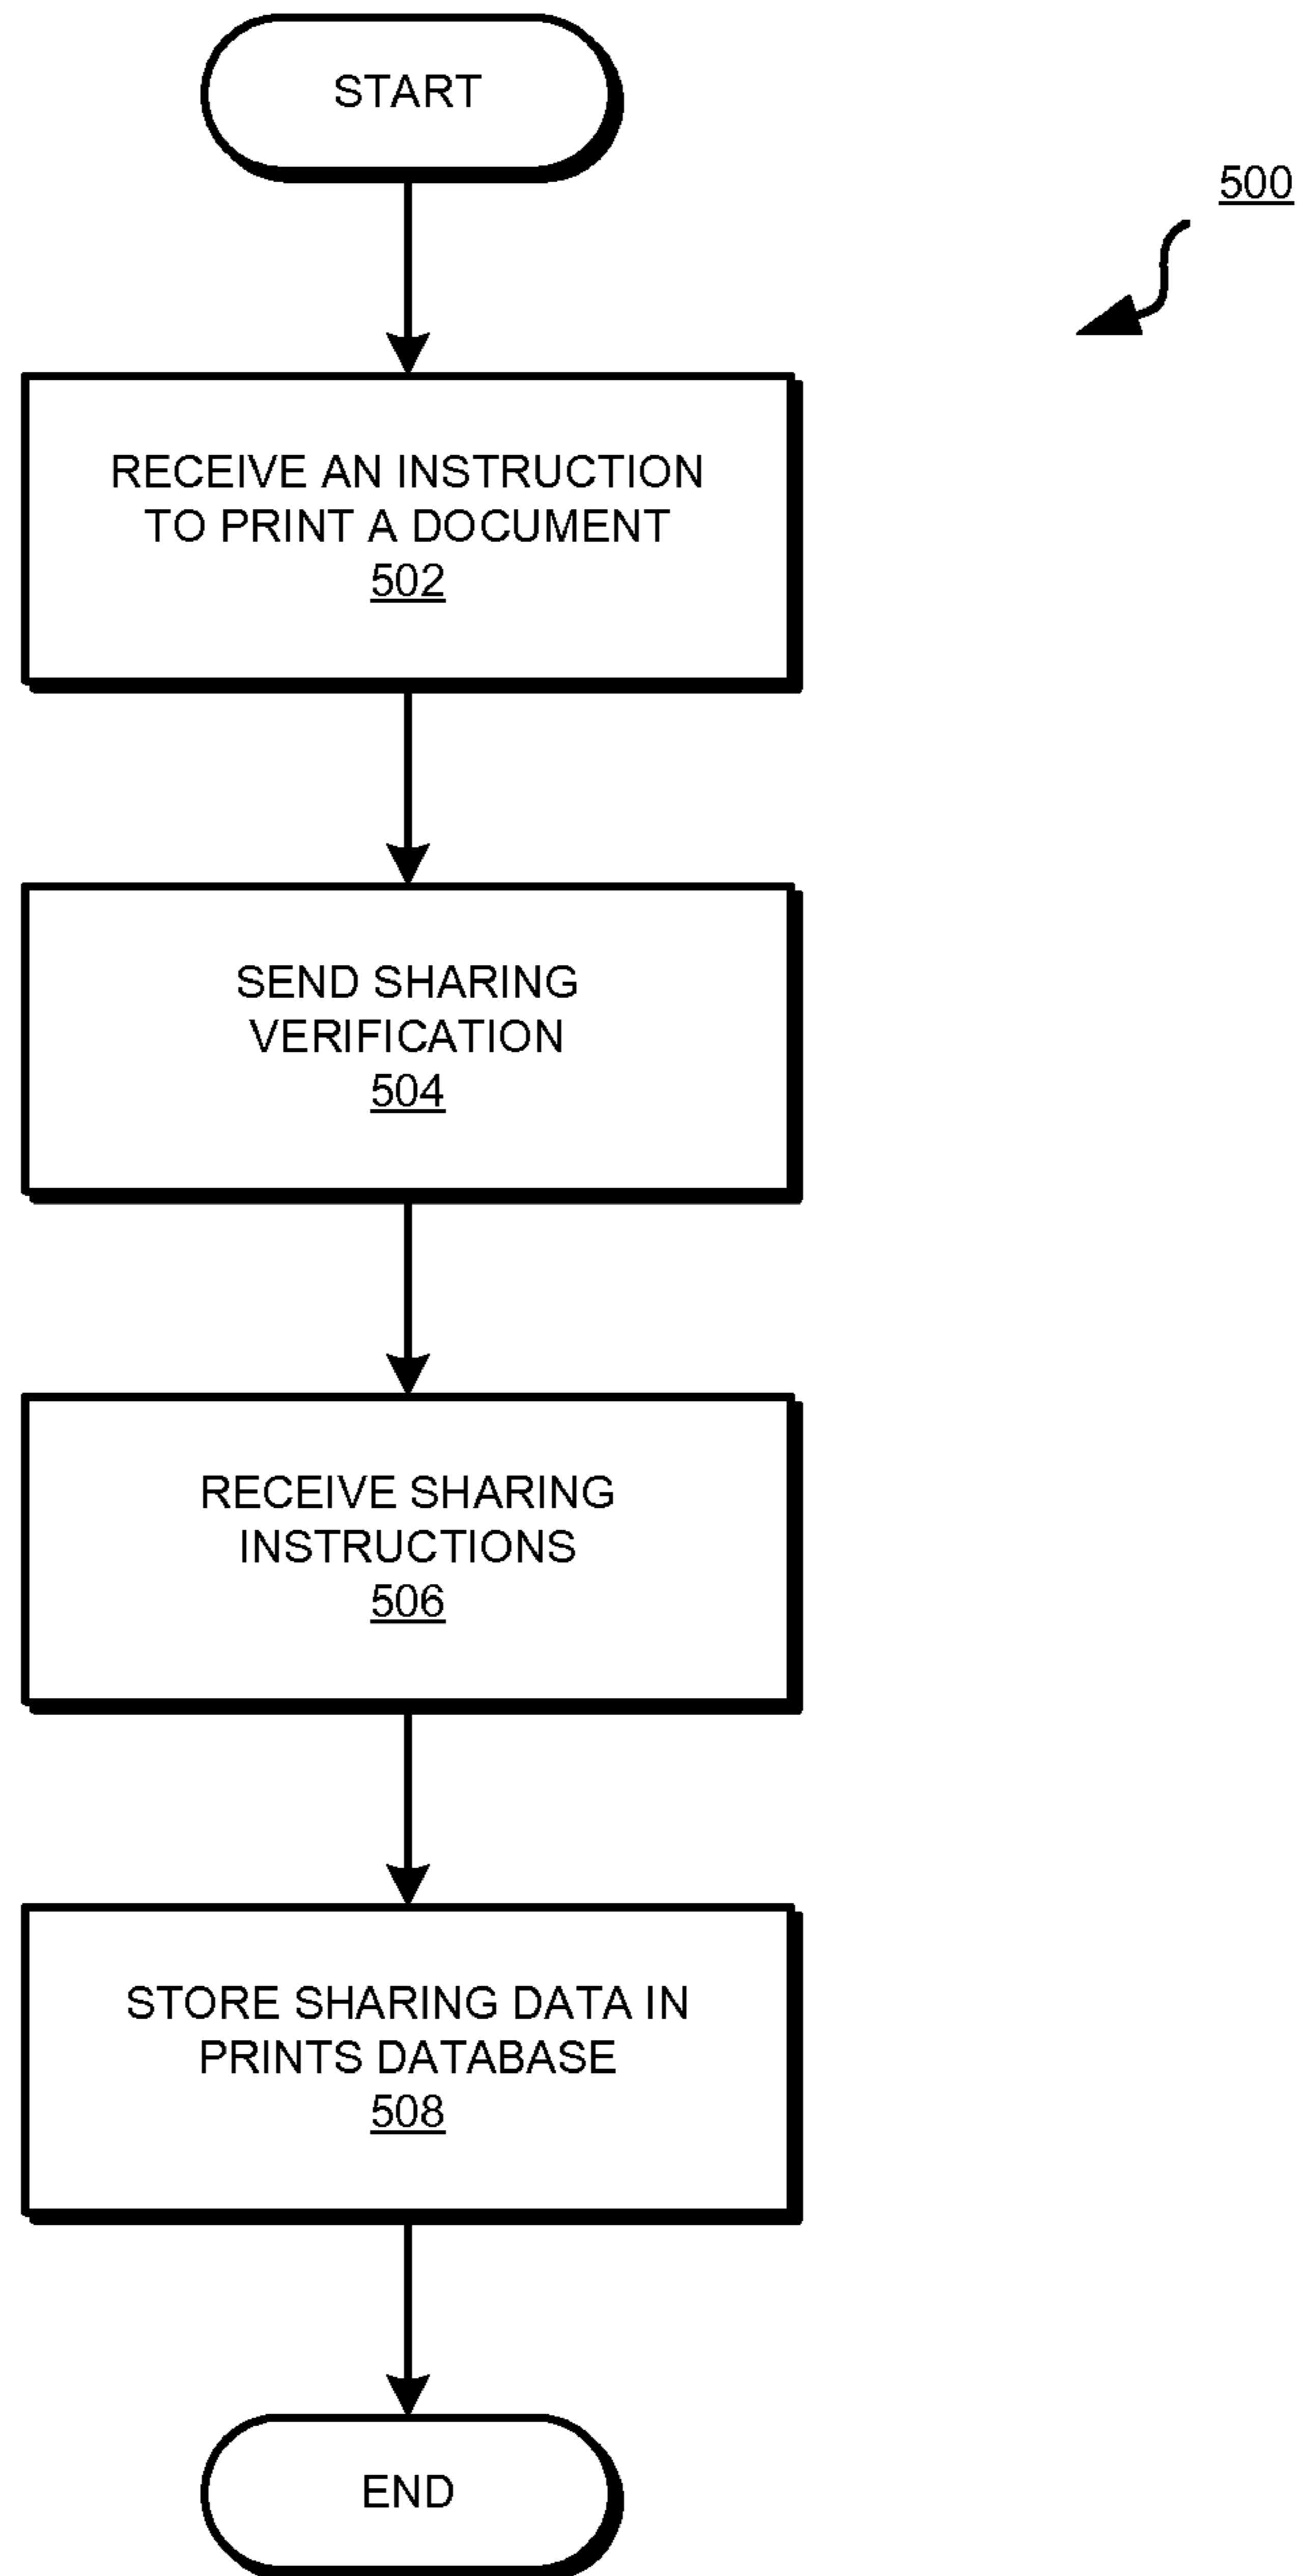 START
500
RECEIVE AN INSTRUCTION
TO PRINT A DOCUMENT
502
SEND SHARING
VERIFICATION
504
RECEIVE SHARING
INSTRUCTIONS
506
STORE SHARING DATA IN
PRINTS DATABASE
508
END